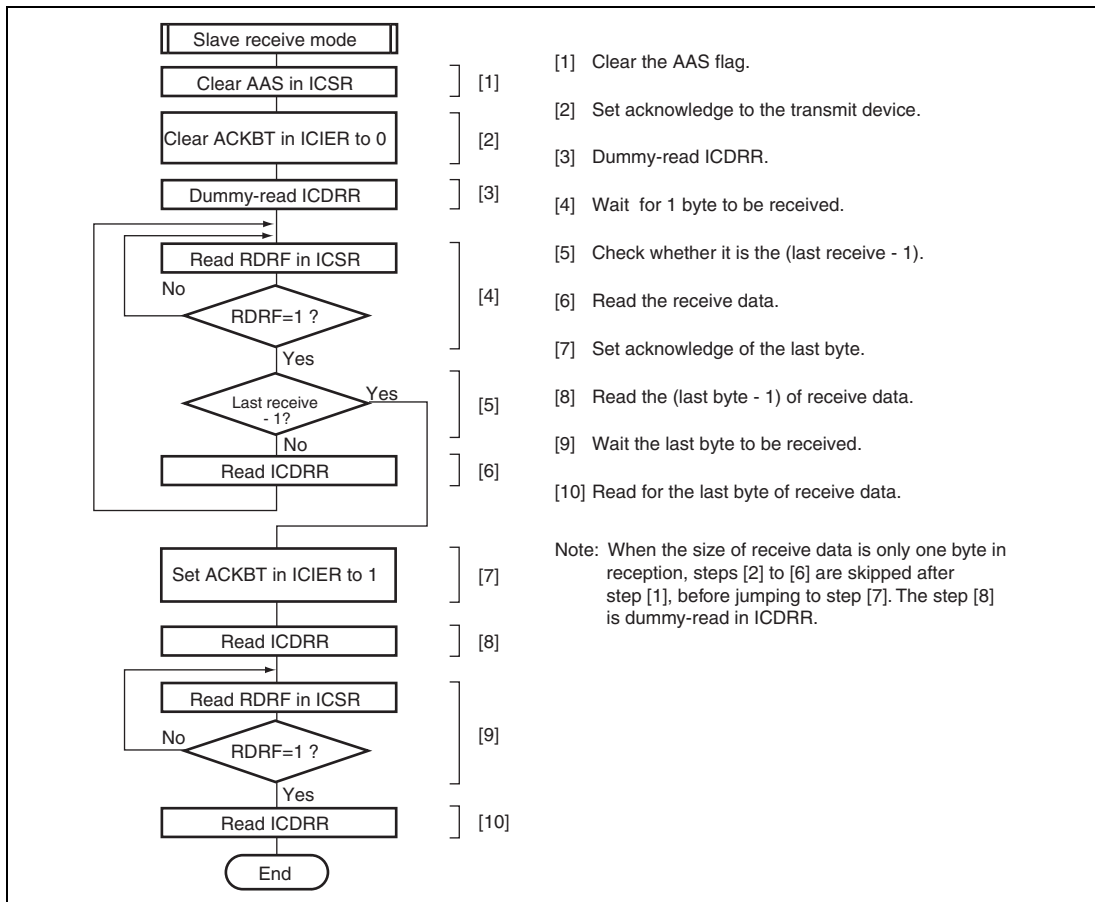 Slave receive mode
Clear AAS in ICSR
[1]
Clear ACKBT in ICIER to 0
[2]
Dummy-read ICDRR
[3]
Read RDRF in ICSR
No
RDRF=1 ?
[4]
Yes
Last receive
- 1?
Yes
[5]
No
Read ICDRR
[6]
Set ACKBT in ICIER to 1
[7]
Read ICDRR
[8]
Read RDRF in ICSR
No
RDRF=1 ?
[9]
Yes
Read ICDRR
[10]
End
[1] Clear the AAS flag.
[2] Set acknowledge to the transmit device.
[3] Dummy-read ICDRR.
[4] Wait for 1 byte to be received.
[5] Check whether it is the (last receive - 1).
[6] Read the receive data.
[7] Set acknowledge of the last byte.
[8] Read the (last byte - 1) of receive data.
[9] Wait the last byte to be received.
[10] Read for the last byte of receive data.
Note: When the size of receive data is only one byte in
reception, steps [2] to [6] are skipped after
step [1], before jumping to step [7]. The step [8]
is dummy-read in ICDRR.